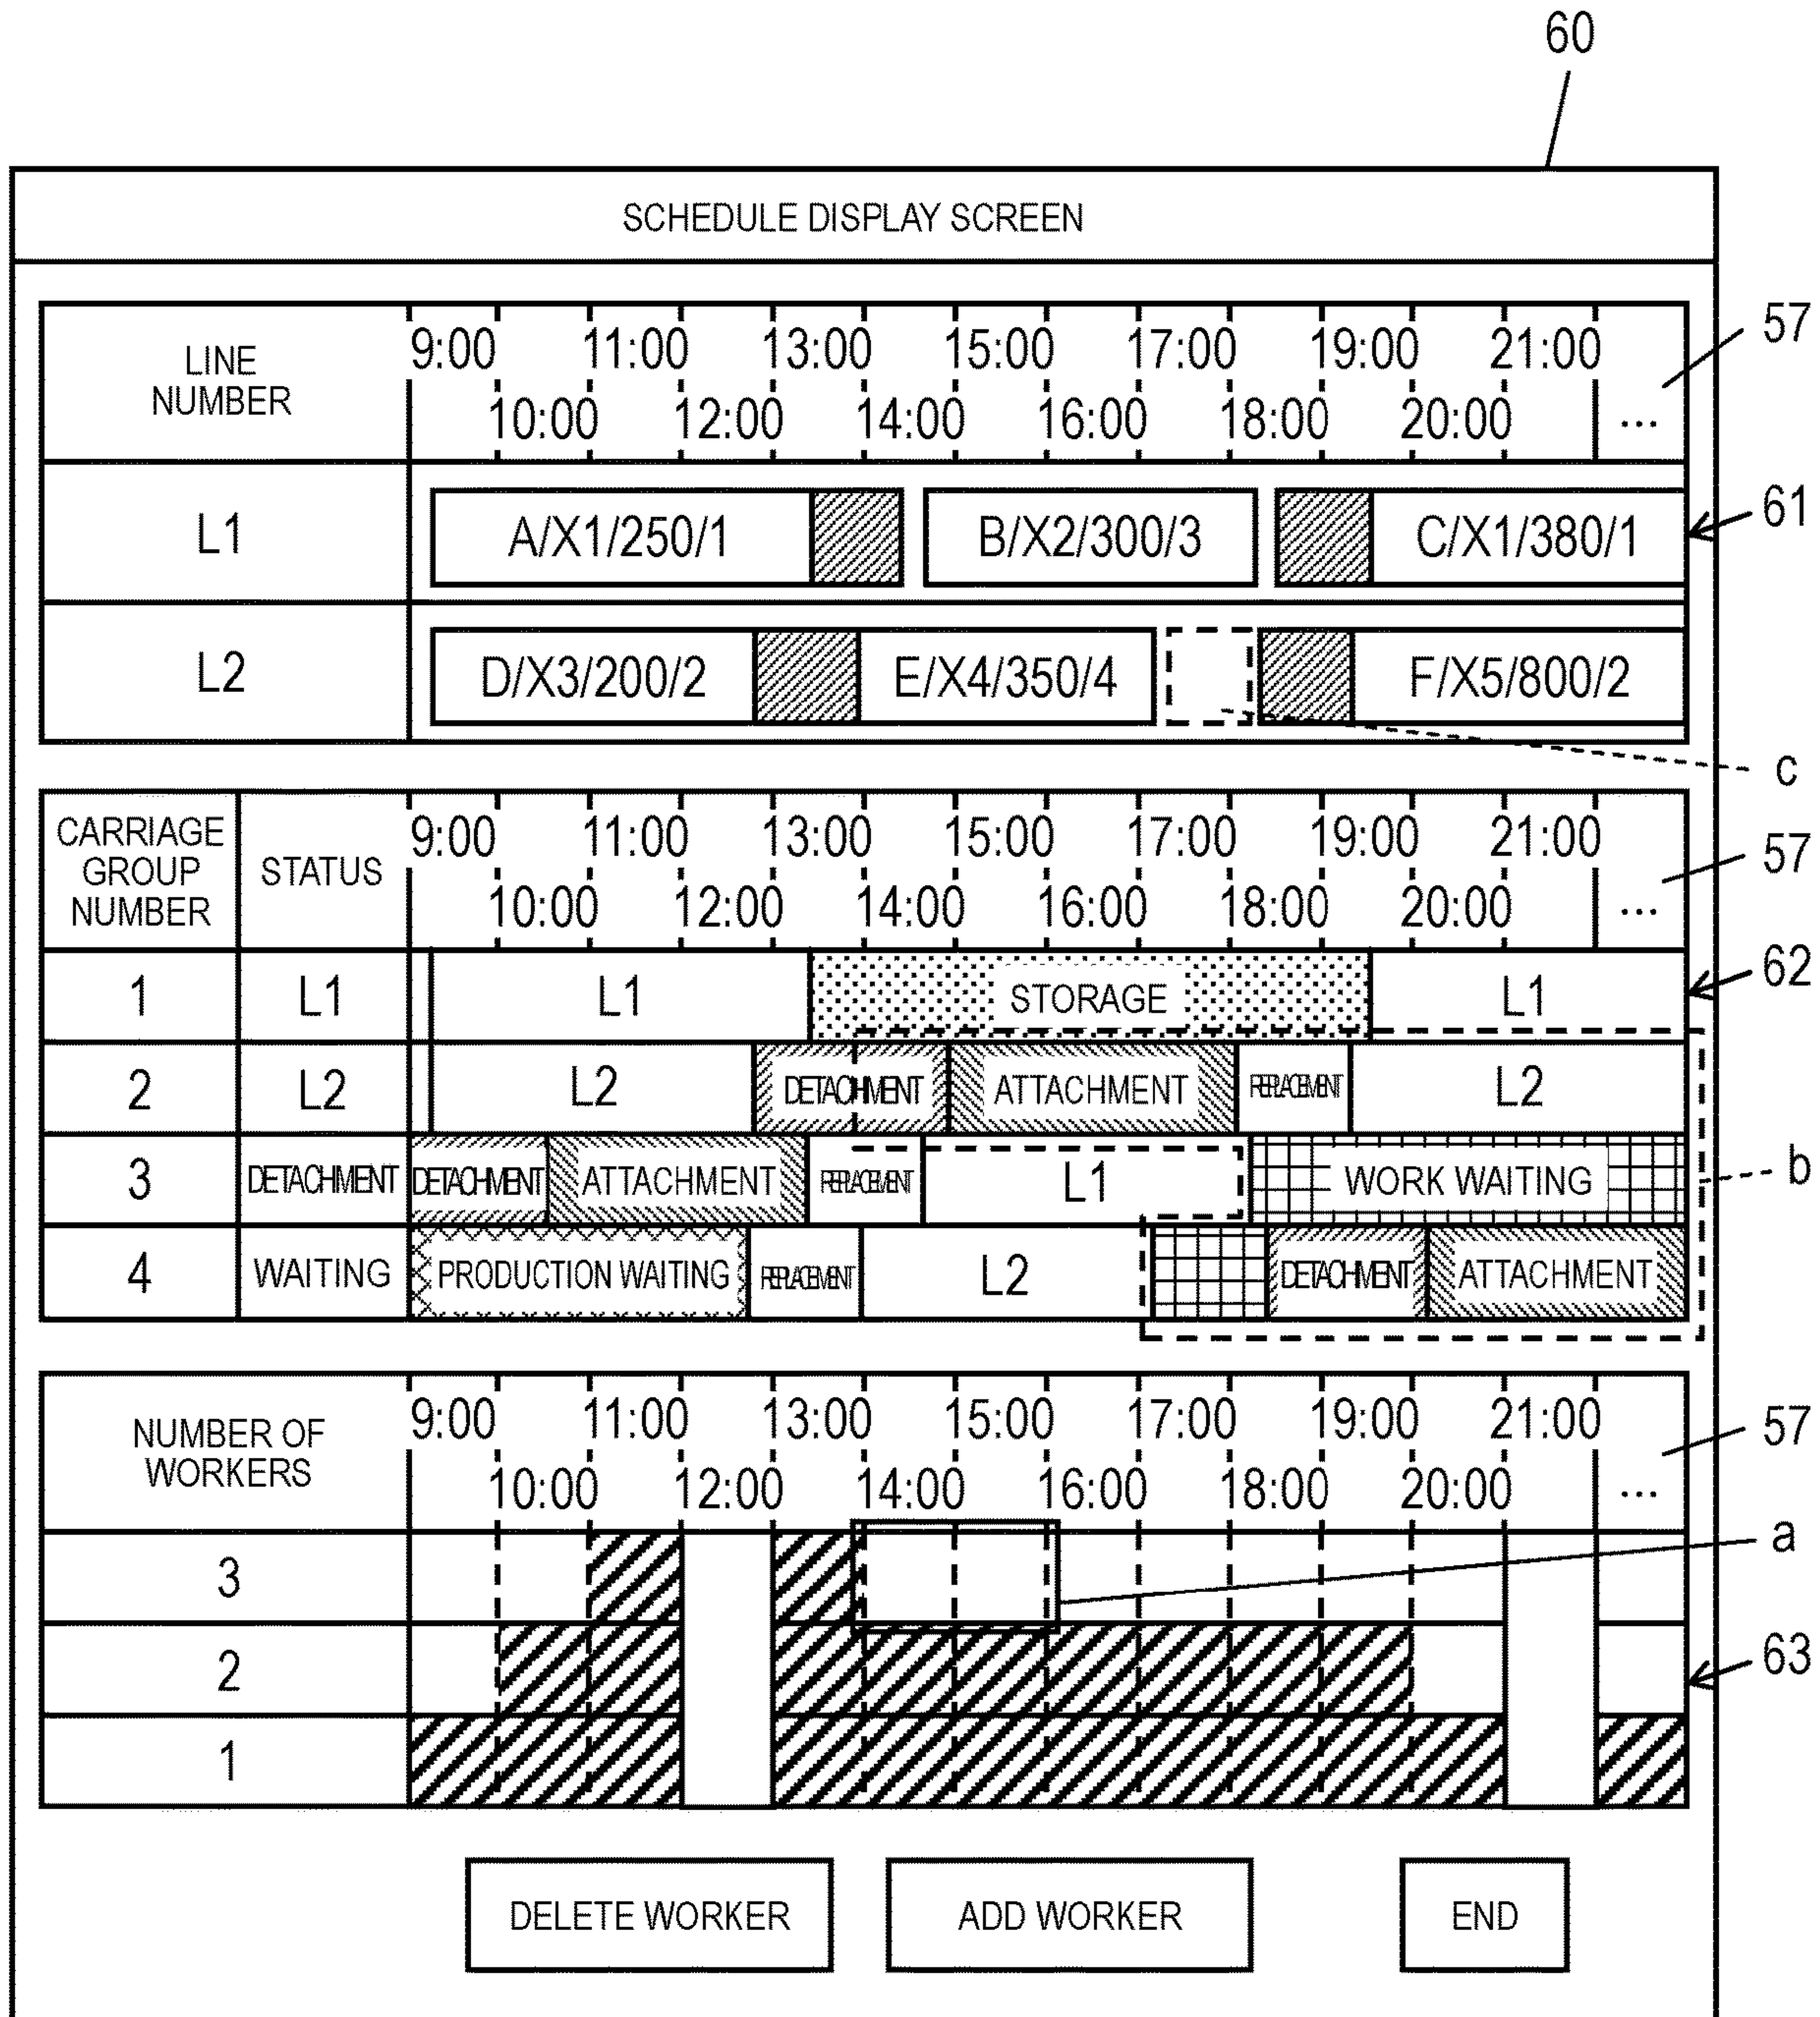 60
SCHEDULE DISPLAY SCREEN
LINE
NUMBER
9:00 11:00 13:00 15:00 17:00 19:00 21:00
10:00 12:00 14:00 16:00 18:00 20:00 ...
57
L1 A/X1/250/1 B/X2/300/3 C/X1/380/1
61
L2 D/X3/200/2 E/X4/350/4 F/X5/800/2
c
CARRIAGE
GROUP
NUMBER
STATUS
9:00 11:00 13:00 15:00 17:00 19:00 21:00
10:00 12:00 14:00 16:00 18:00 20:00 ...
57
1 L1 L1 STORAGE L1
62
2 L2 L2 DETACHMENT ATTACHMENT REPLACEMENT L2
3 DETACHMENT DETACHMENT ATTACHMENT REPLACEMENT L1 WORK WAITING
b
4 WAITING PRODUCTION WAITING REPLACEMENT L2 DETACHMENT ATTACHMENT
NUMBER OF
WORKERS
9:00 11:00 13:00 15:00 17:00 19:00 21:00
10:00 12:00 14:00 16:00 18:00 20:00 ...
57
a
3
2
63
1
DELETE WORKER ADD WORKER END